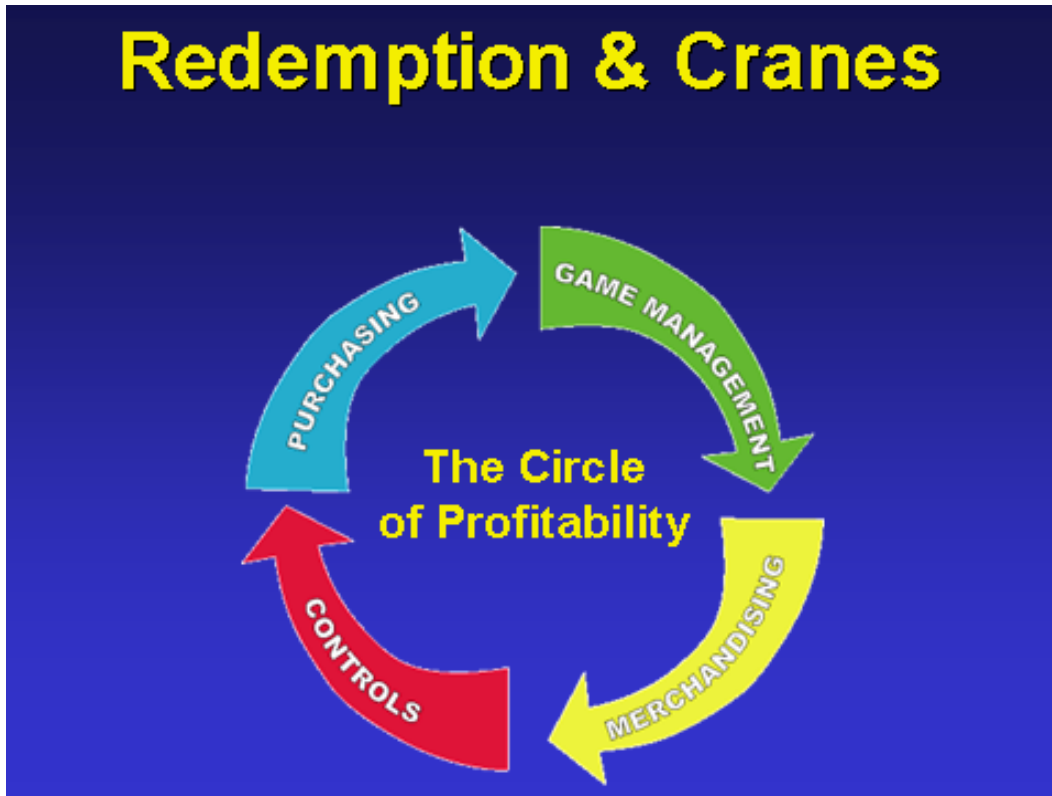 Redemption & Cranes
PURCHASING
GAME MANAGEMENT
The Circle
of Profitability
CONTROLS
MERCHANDISING